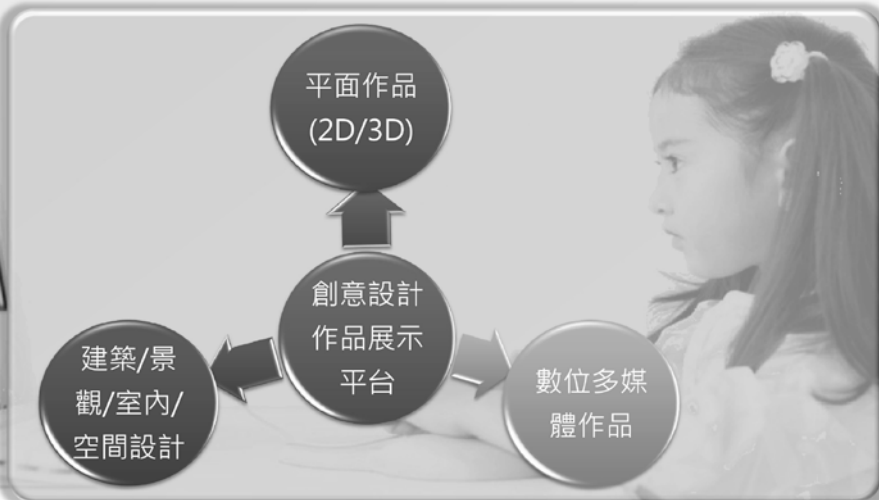 平面作品
(2D/3D)
創意設計
作品展示
平台
建築/景
觀/室內/
空間設計
數位多媒
體作品